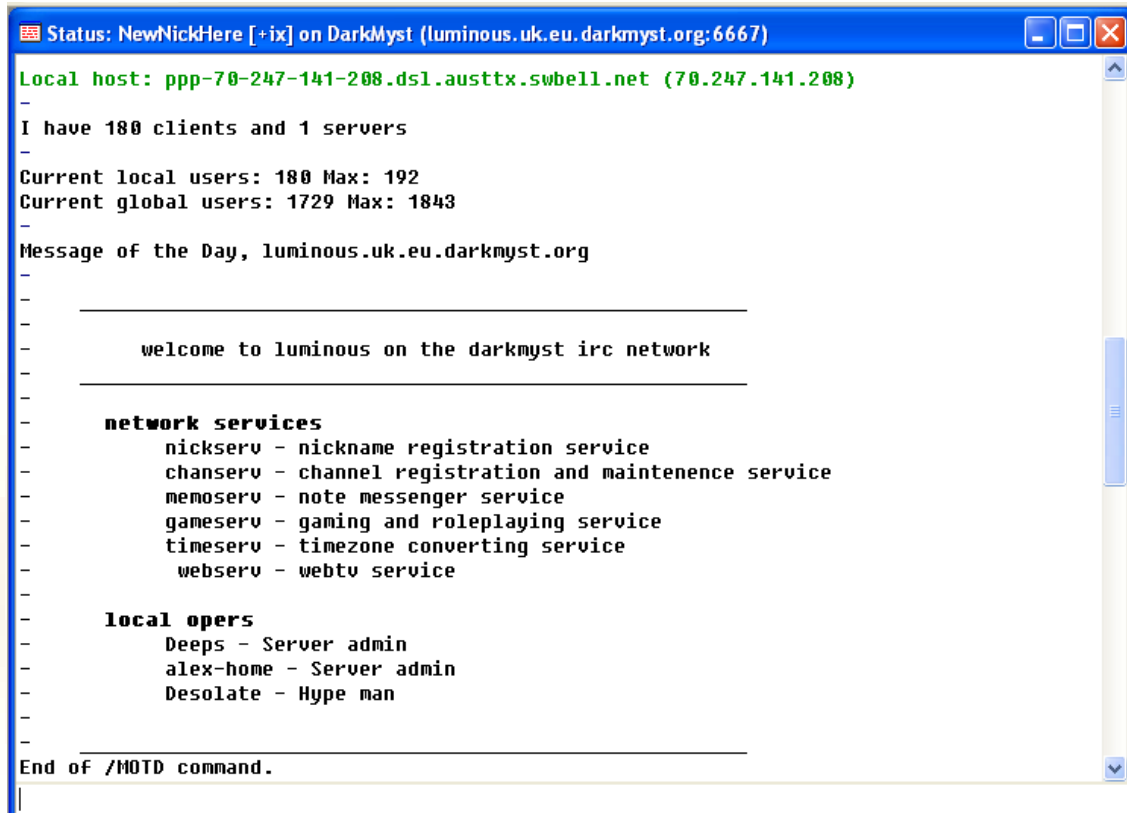 Status: NewNickHere [+ix] on DarkMyst (luminous.uk.eu.darkmyst.org:6667)
Local host: ppp-70-247-141-208.dsl.austtx.swbell.net (70.247.141.208)
-
I have 180 clients and 1 servers
-
Current local users: 180 Max: 192
Current global users: 1729 Max: 1843
-
Message of the Day, luminous.uk.eu.darkmyst.org
-
-
-
- welcome to luminous on the darkmyst irc network
-
-
- network services
- nickserv - nickname registration service
- chanserv - channel registration and maintenence service
- memoserv - note messenger service
- gameserv - gaming and roleplaying service
- timeserv - timezone converting service
- webserv - webtv service
-
- local opers
- Deeps - Server admin
- alex-home - Server admin
- Desolate - Hype man
-
-
End of /MOTD command.